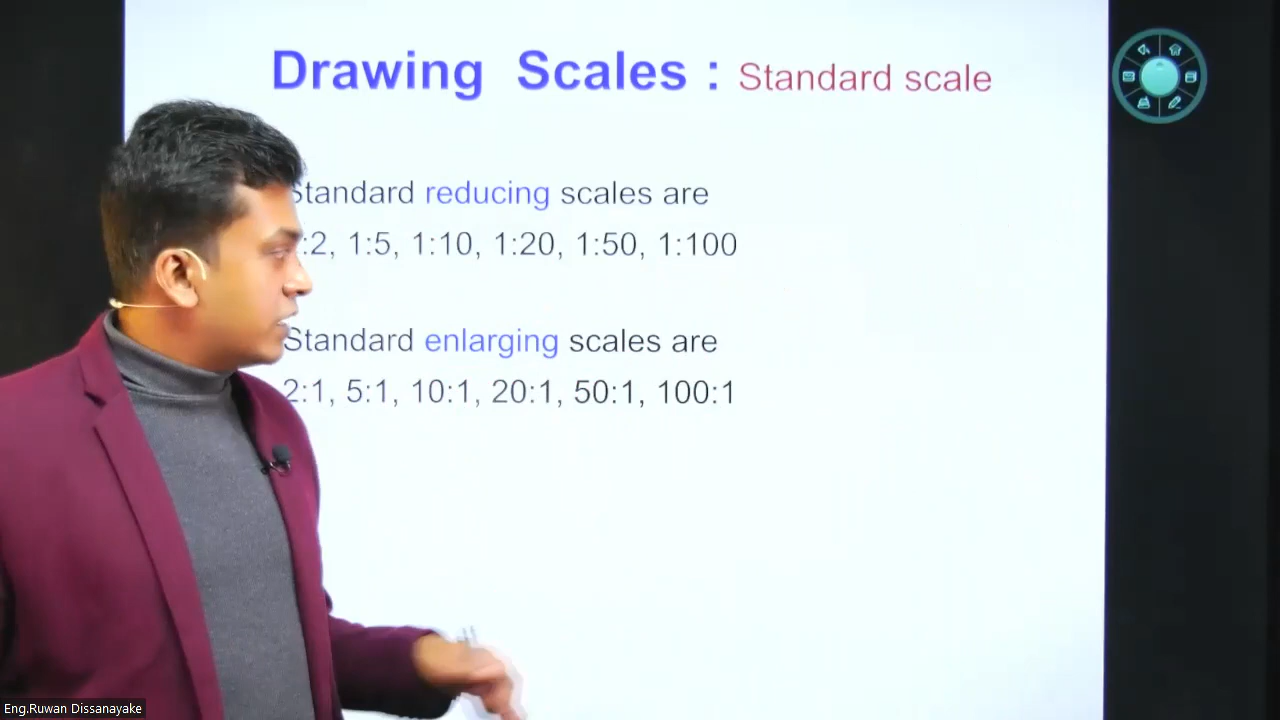 Drawing Scales : Standard scale
Standard reducing scales are
:2, 1:5, 1:10, 1:20, 1:50, 1:100
Standard enlarging scales are
2:1, 5:1, 10:1, 20:1, 50:1, 100:1
Eng,Ruwan Dissanayake